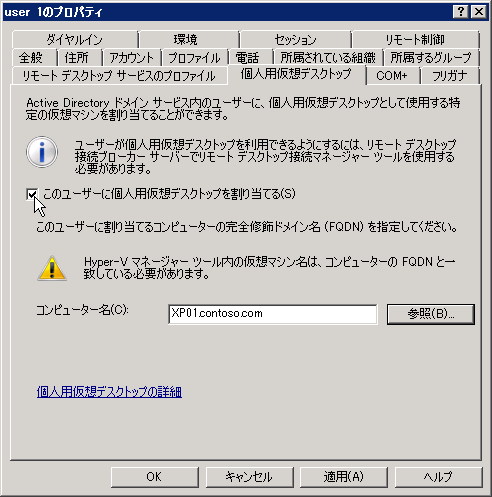 user 1のプロパティ
ダイヤルイン 環境 セッション リモート制御
全般 住所 アカウント プロファイル 電話 所属されている組織 所属するグループ
リモート デスクトップ サービスのプロファイル 個人用仮想デスクトップ COM+ フリガナ
Active Directory ドメイン サービス内のユーザーに、個人用仮想デスクトップとして使用する特
定の仮想マシンを割り当てることができます。
ユーザーが個人用仮想デスクトップを利用できるようにするには、リモート デスクトップ
接続ブローカー サーバーでリモート デスクトップ接続マネージャー ツールを使用する
必要があります。
このユーザーに個人用仮想デスクトップを割り当てる(S)
このユーザーに割り当てるコンピューターの完全修飾ドメイン名 (FQDN) を指定してください。
Hyper-V マネージャー ツール内の仮想マシン名は、コンピューターの FQDN と一
致している必要があります。
コンピューター名(C): XP01.contoso.com 参照(B)...
個人用仮想デスクトップの詳細
OK キャンセル 適用(A) ヘルプ